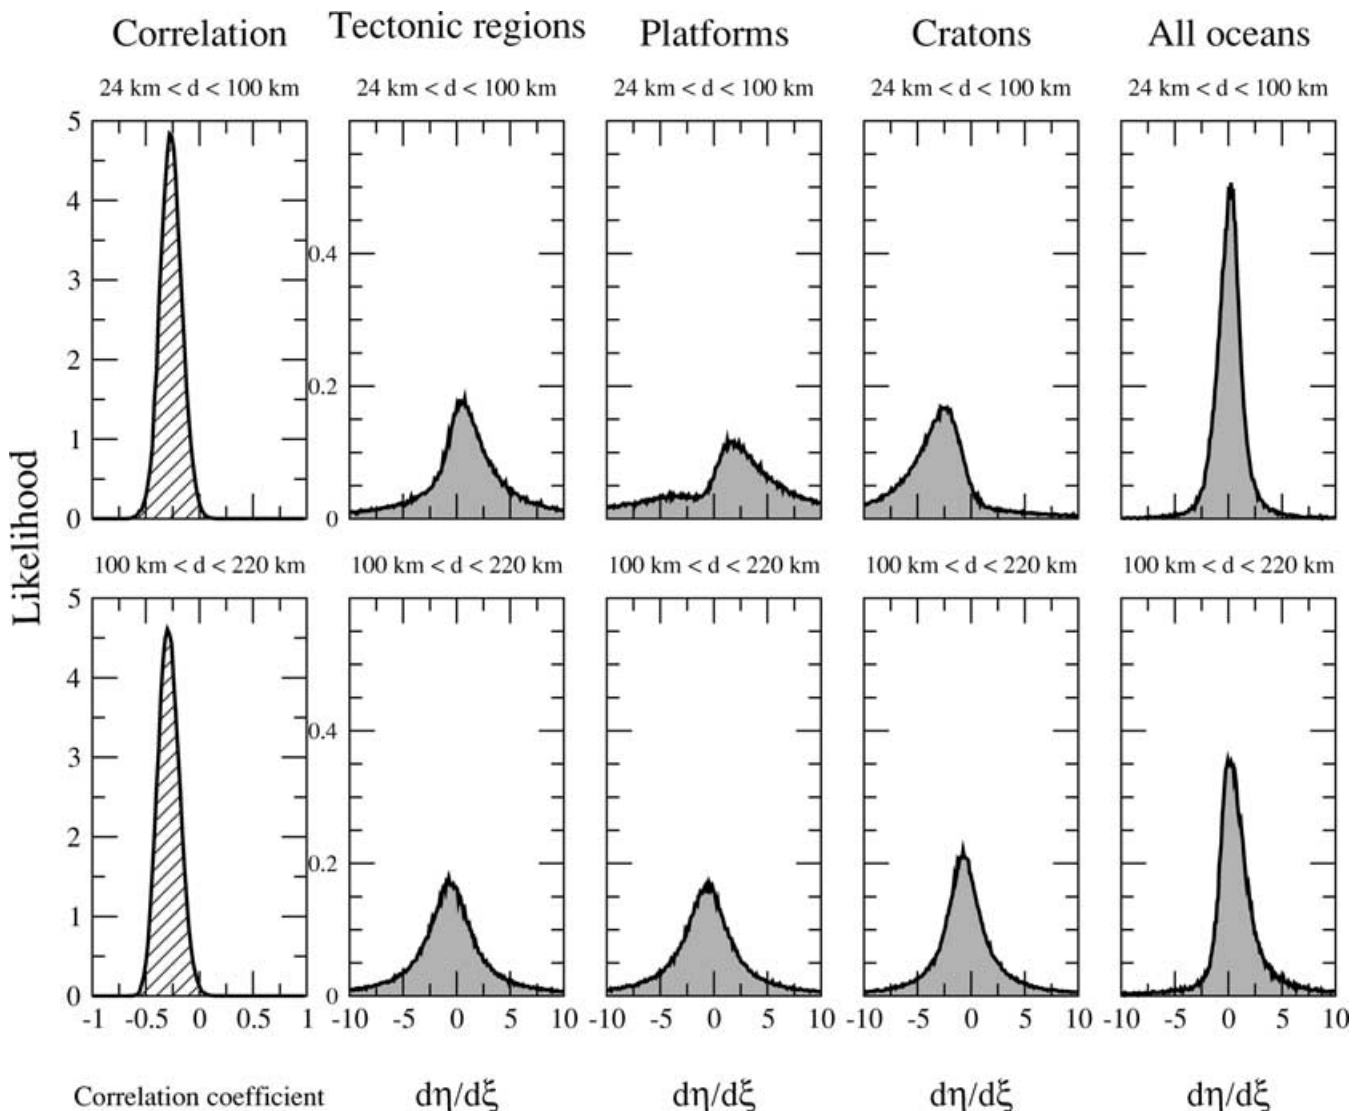 Correlation Tectonic regions Platforms Cratons All oceans
24 km < d < 100 km 24 km < d < 100 km 24 km < d < 100 km 24 km < d < 100 km 24 km < d < 100 km
5
4
0.4
3
2
0.2
1
0
Likelihood
100 km < d < 220 km 100 km < d < 220 km 100 km < d < 220 km 100 km < d < 220 km 100 km < d < 220 km
5
4
0.4
3
2
0.2
1
0 0
-1 -0.5 0 0.5 1 -10 -5 0 5 10 -10 -5 0 5 10 -10 -5 0 5 10 -10 -5 0 5 10
Correlation coefficient dη/dξ dη/dξ dη/dξ dη/dξ